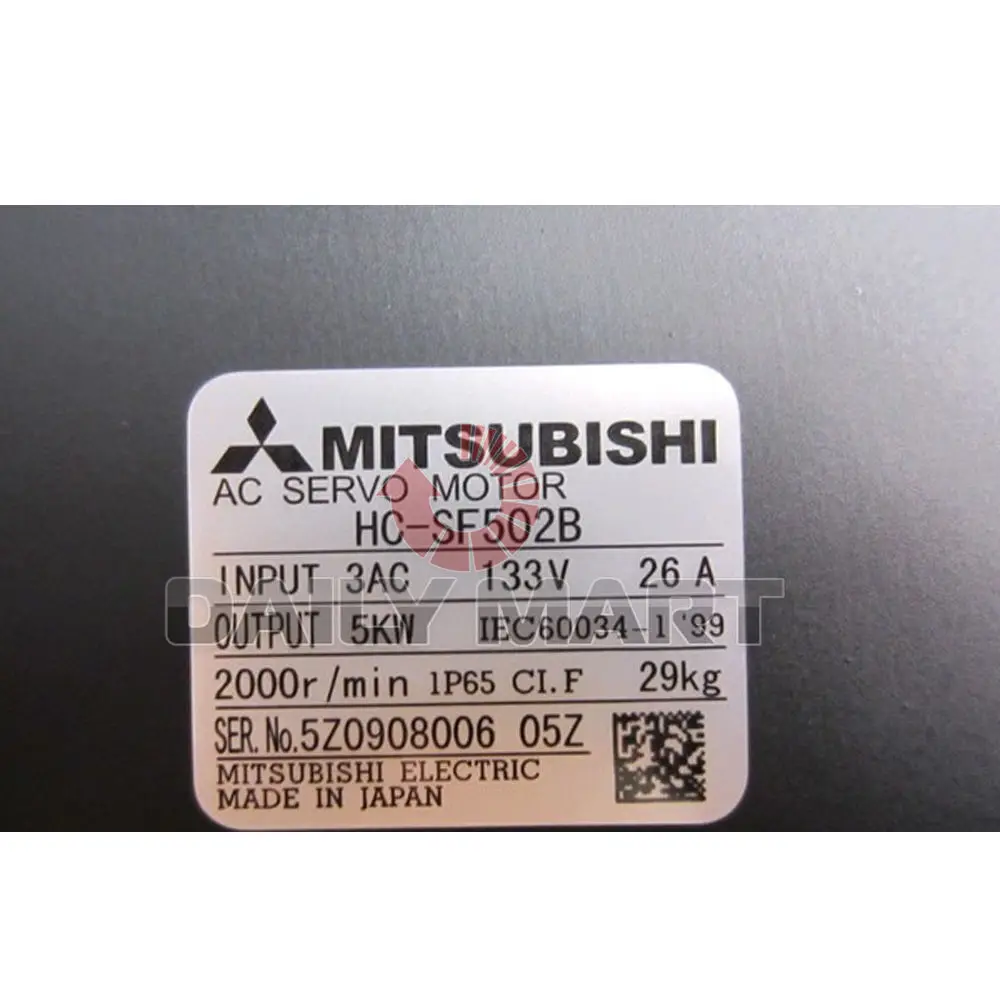 MITSUBISHI
AC SERVO MOTOR
HC-SF502B
INPUT 3AC 133V 26 A
OUTPUT 5KW IEC60034-1 '99
2000r/min 1P65 CI.F 29kg
SER.No.5Z0908006 05Z
MITSUBISHI ELECTRIC
MADE IN JAPAN
DAILY MART